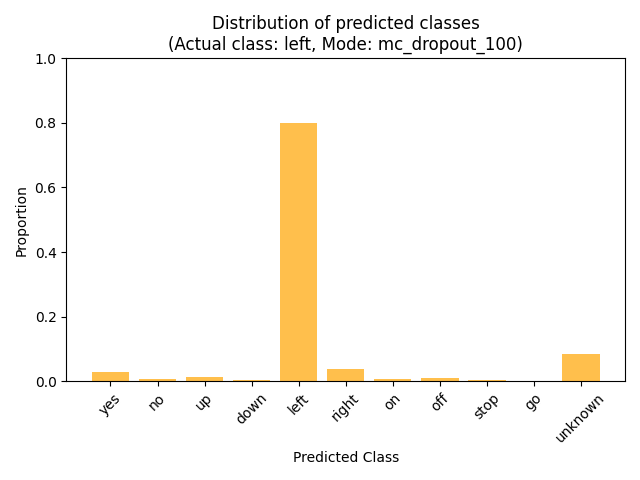 Distribution of predicted classes
(Actual class: left, Mode: mc_dropout_100)
1.0
0.8
0.6
0.4
0.2
0.0
Proportion
yes
no
up
down
left
right
on
off
stop
go
unknown
Predicted Class